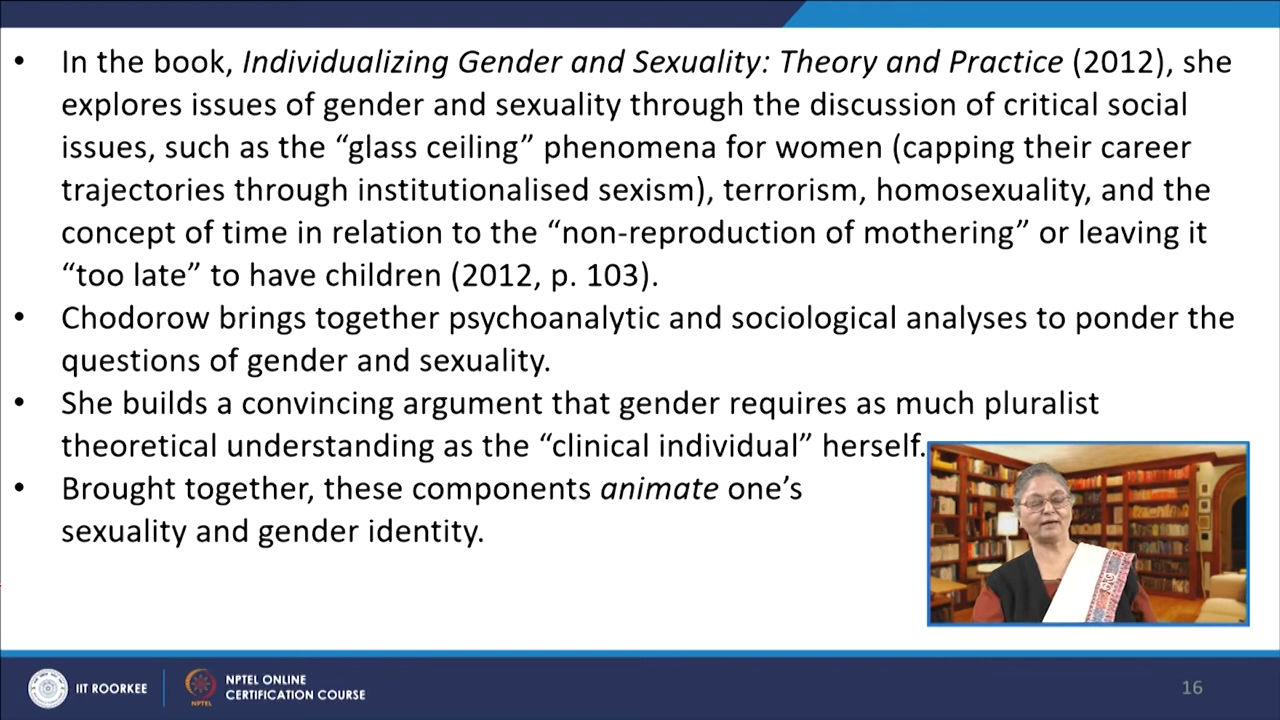 • In the book, Individualizing Gender and Sexuality: Theory and Practice (2012), she
explores issues of gender and sexuality through the discussion of critical social
issues, such as the “glass ceiling” phenomena for women (capping their career
trajectories through institutionalised sexism), terrorism, homosexuality, and the
concept of time in relation to the “non-reproduction of mothering” or leaving it
“too late” to have children (2012, p. 103).
• Chodorow brings together psychoanalytic and sociological analyses to ponder the
questions of gender and sexuality.
• She builds a convincing argument that gender requires as much pluralist
theoretical understanding as the “clinical individual” herself.
• Brought together, these components animate one’s
sexuality and gender identity.
IIT ROORKEE
NPTEL
NPTEL ONLINE
CERTIFICATION COURSE
16